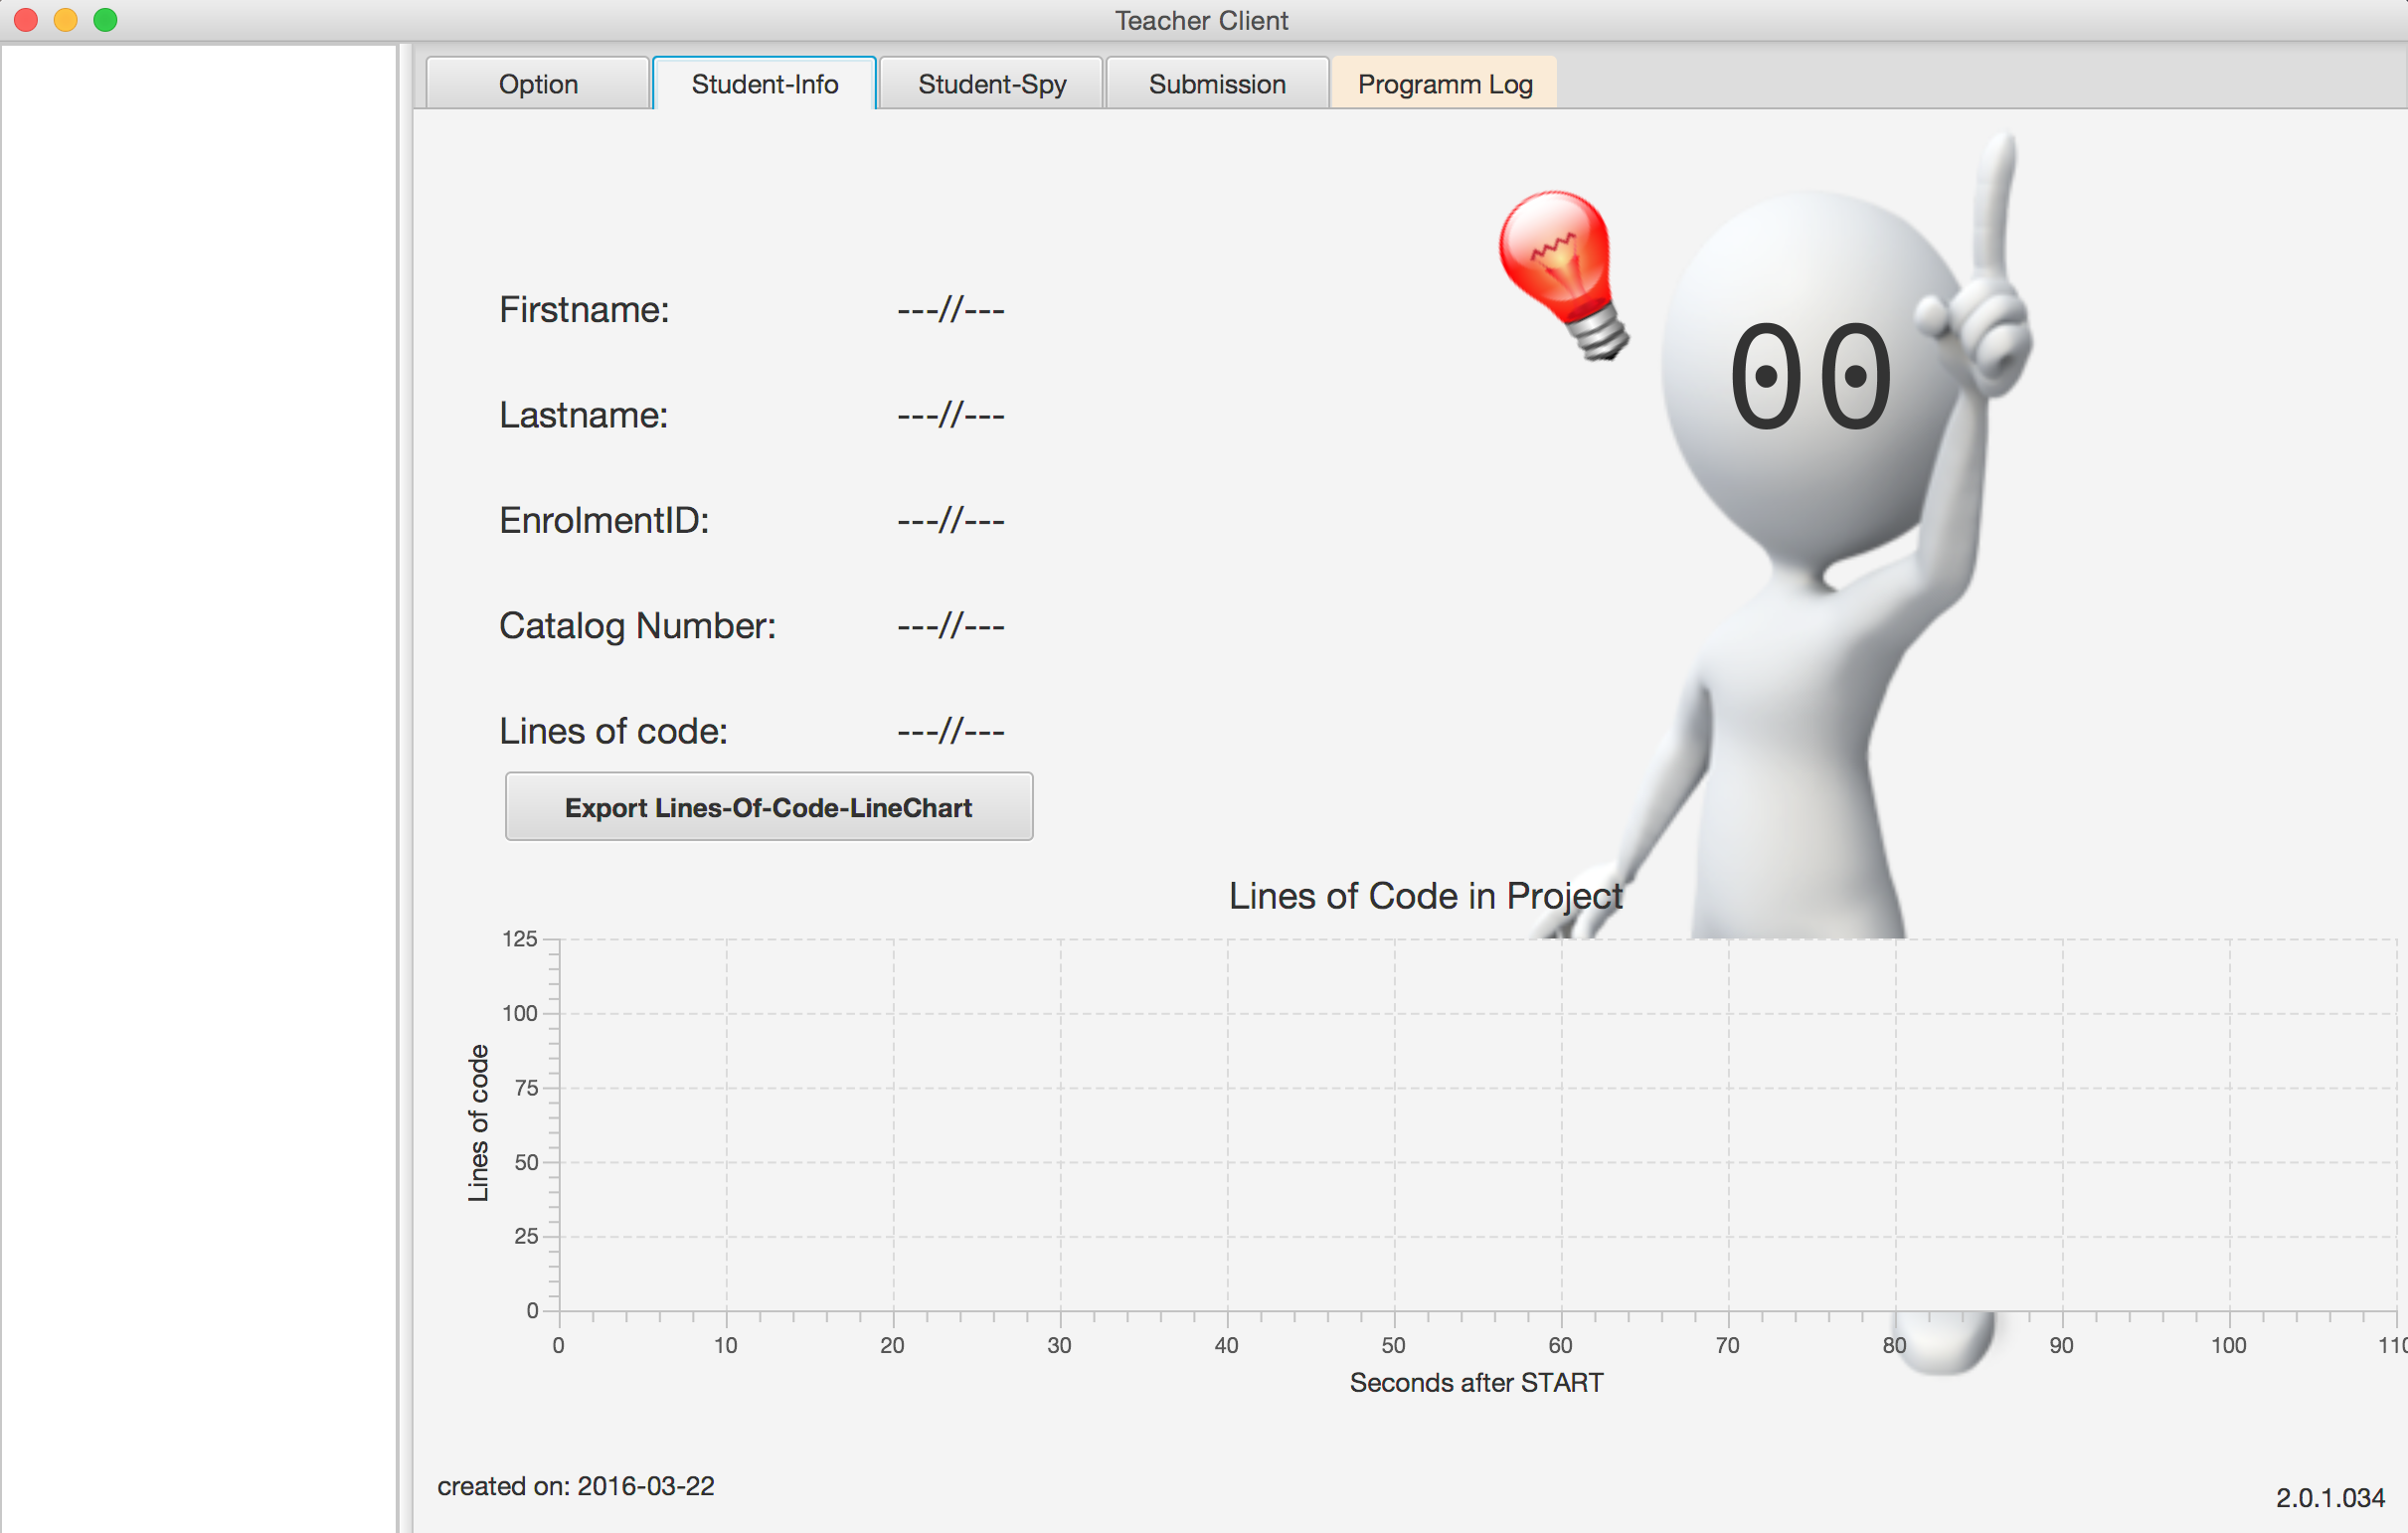 Teacher Client
Option Student-Info Student-Spy Submission Programm Log
Firstname: ---//---
Lastname: ---//---
EnrolmentID: ---//---
Catalog Number: ---//---
Lines of code: ---//---
Export Lines-Of-Code-LineChart
00
Lines of Code in Project
125
100
75
50
25
0
Lines of code
0 10 20 30 40 50 60 70 80 90 100 110
Seconds after START
created on: 2016-03-22
2.0.1.034